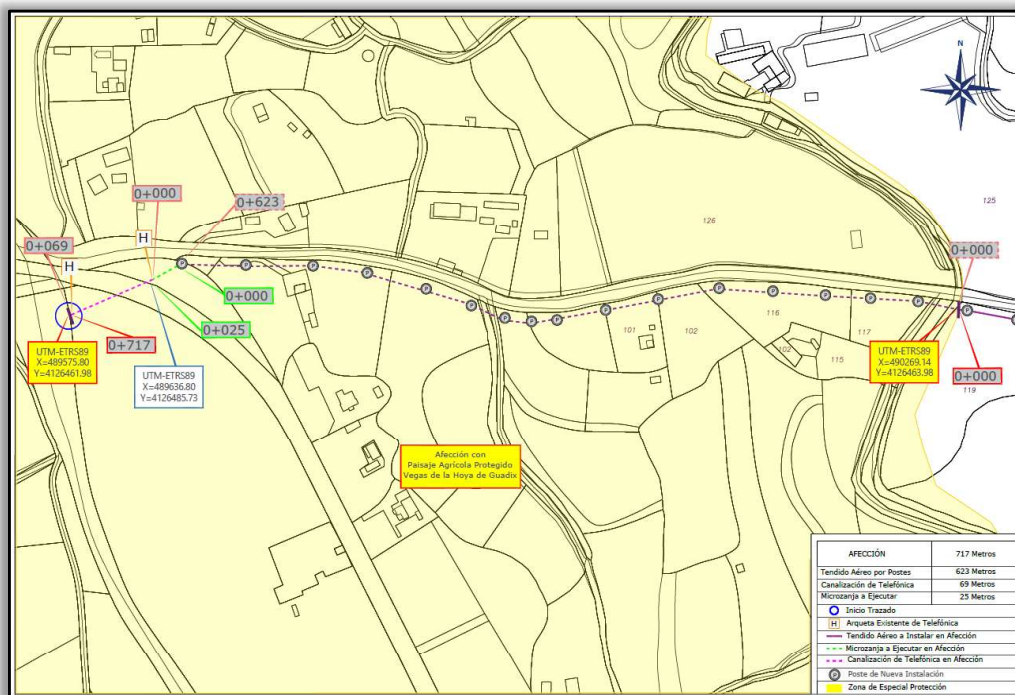 N
125
126
0+000
0+623
H
0+069
H
0+000
P P P P P P P P P P P P P P P P P P P
0+000
0+025
0+717
101
102
116
117
102
115
119
0+000
UTM-ETRS89
X=489575.80
Y=4126461.98
UTM-ETRS89
X=489636.80
Y=4126485.73
UTM-ETRS89
X=490269.14
Y=4126463.98
Afección con
Paisaje Agrícola Protegido
Vegas de la Hoya de Guadix
AFECCIÓN 717 Metros
Tendido Aéreo por Postes 623 Metros
Canalización de Telefónica 69 Metros
Microzanja a Ejecutar 25 Metros
Inicio Trazado
H Arqueta Existente de Telefónica
Tendido Aéreo a Instalar en Afección
Microzanja a Ejecutar en Afección
Canalización de Telefónica en Afección
P Poste de Nueva Instalación
Zona de Especial Protección